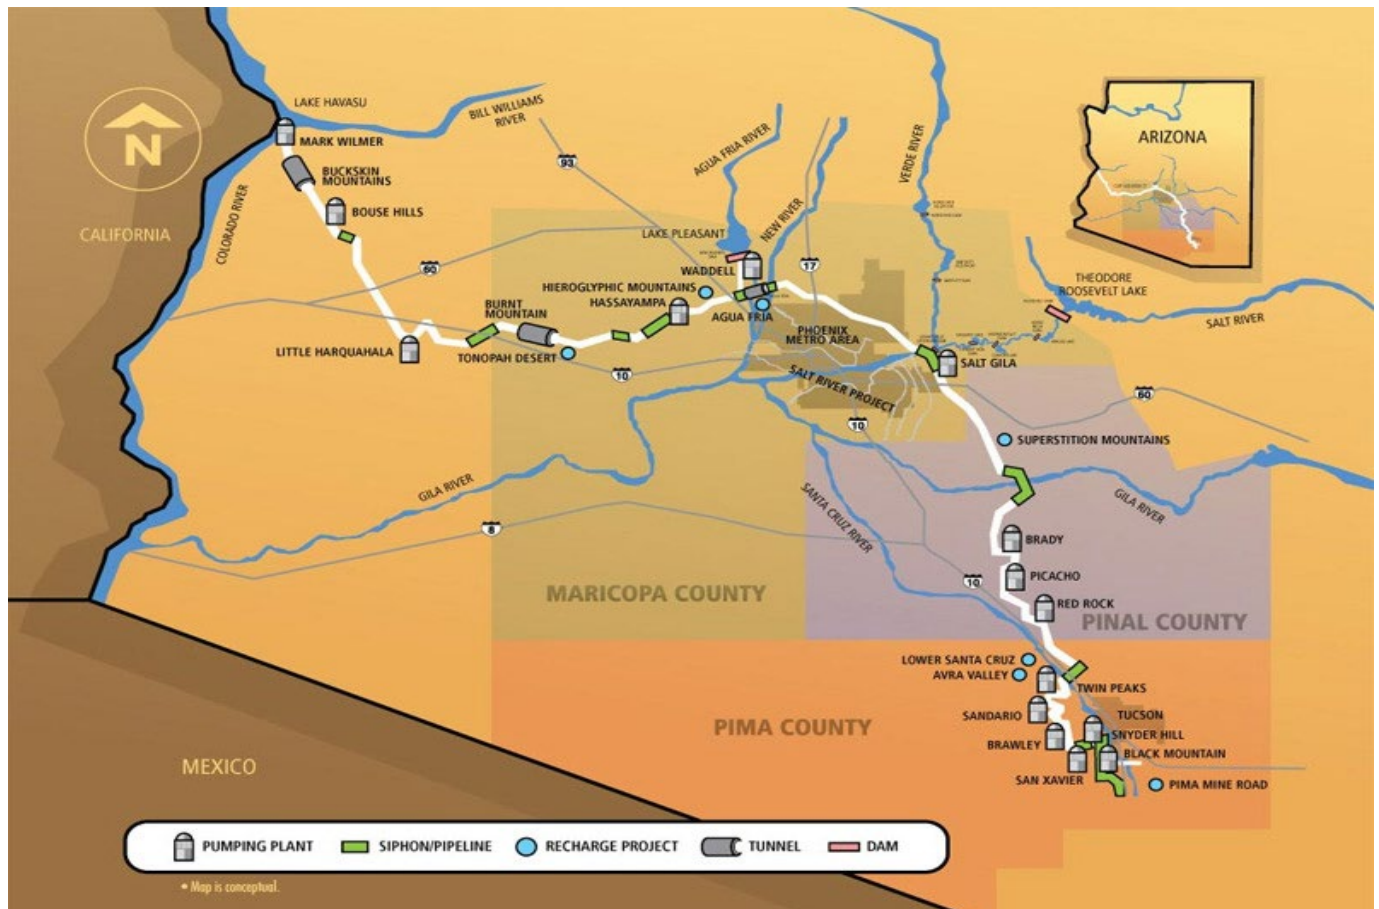 LAKE HAVASU
BILL WILLIAMS
RIVER
MARK WILMER
BUCKSKIN
MOUNTAINS
BOUSE HILLS
N
CALIFORNIA
COLORADO RIVER
93
60
AGUA FRIA RIVER
NEW RIVER
VERDE RIVER
LAKE PLEASANT
WADDELL
17
HIEROGLYPHIC MOUNTAINS
HASSAYAMPA
AGUA FRIA
BURNT
MOUNTAIN
LITTLE HARQUAHALA
TONOPAH DESERT
10
PHOENIX
METRO AREA
SALT RIVER PROJECT
10
SALT GILA
ARIZONA
THEODORE
ROOSEVELT LAKE
SALT RIVER
60
SUPERSTITION MOUNTAINS
GILA RIVER
GILA RIVER
SANTA CRUZ RIVER
8
BRADY
PICACHO
10
RED ROCK
MARICOPA COUNTY
PINAL COUNTY
LOWER SANTA CRUZ
AVRA VALLEY
TWIN PEAKS
SANDARIO
TUCSON
SNYDER HILL
BRAWLEY
BLACK MOUNTAIN
SAN XAVIER
PIMA MINE ROAD
PIMA COUNTY
MEXICO
PUMPING PLANT
SIPHON/PIPELINE
RECHARGE PROJECT
TUNNEL
DAM
• Map is conceptual.